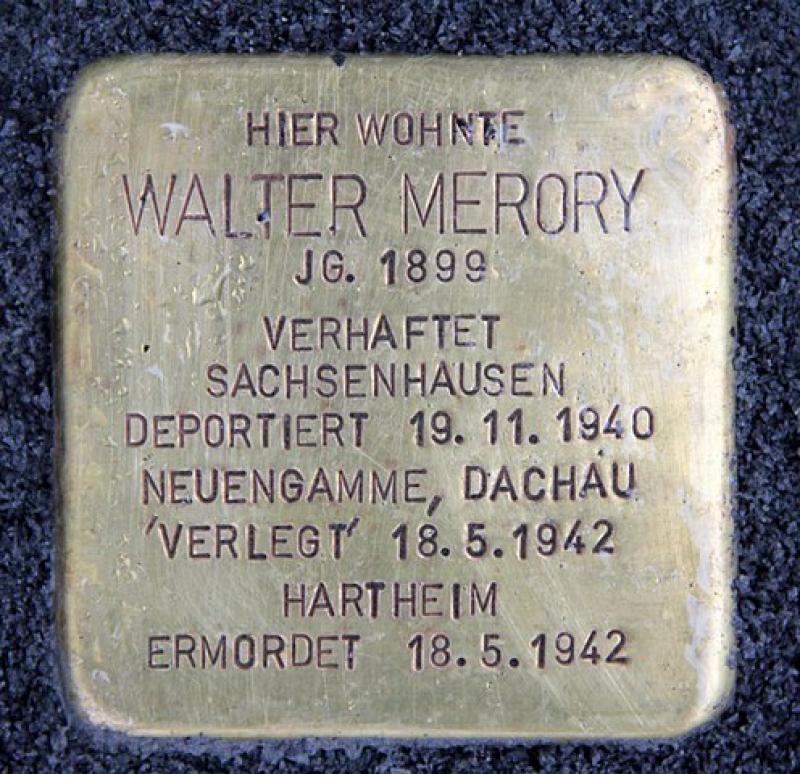 HIER WOHNTE
WALTER MERORY
JG. 1899
VERHAFTET
SACHSENHAUSEN
DEPORTIERT 19.11.1940
NEUENGAMME, DACHAU
'VERLEGT' 18.5.1942
HARTHEIM
ERMORDET 18.5.1942